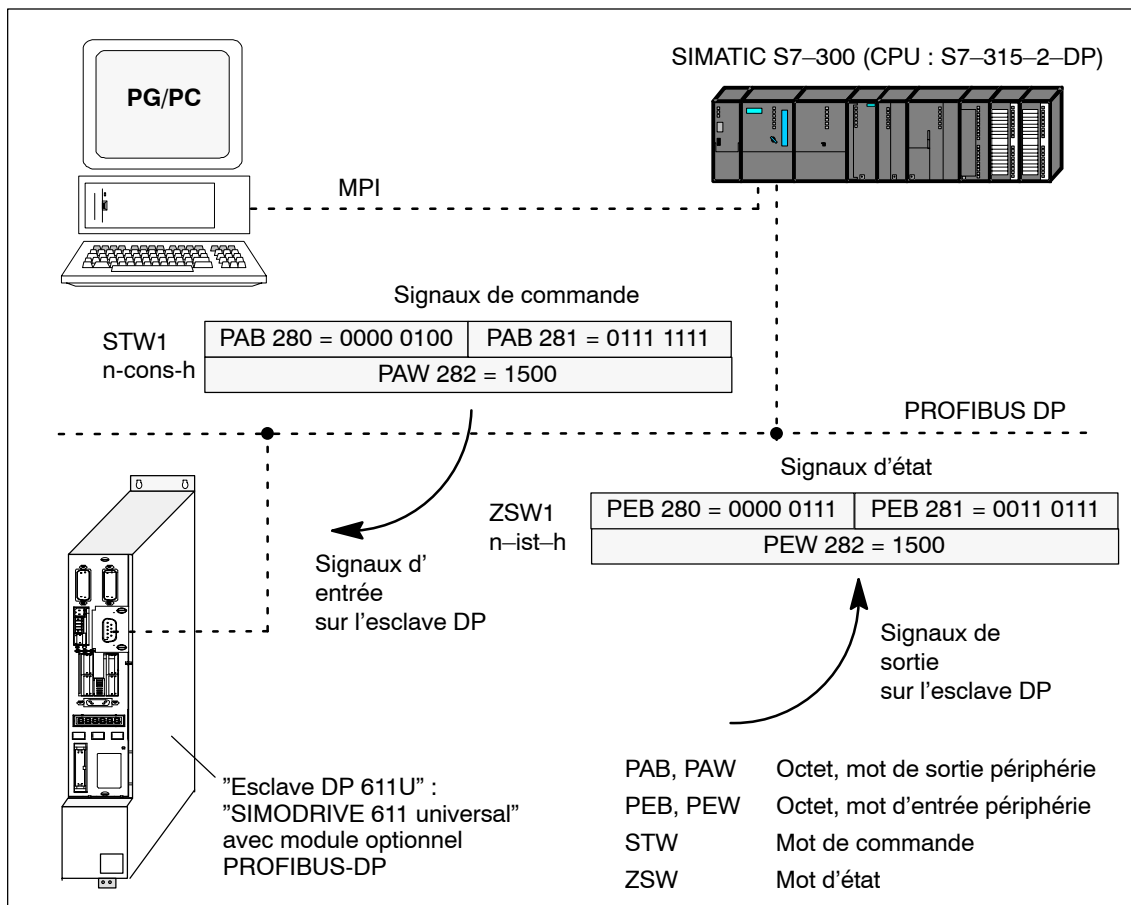 PG/PC
SIMATIC S7–300 (CPU : S7–315–2–DP)
MPI
Signaux de commande
STW1
n-cons-h
PAB 280 = 0000 0100
PAB 281 = 0111 1111
PAW 282 = 1500
PROFIBUS DP
Signaux d’état
ZSW1
n–ist–h
PEB 280 = 0000 0111
PEB 281 = 0011 0111
PEW 282 = 1500
Signaux d’
entrée
sur l’esclave DP
Signaux de
sortie
sur l’esclave DP
”Esclave DP 611U” :
”SIMODRIVE 611 universal”
avec module optionnel
PROFIBUS-DP
PAB, PAW Octet, mot de sortie périphérie
PEB, PEW Octet, mot d’entrée périphérie
STW Mot de commande
ZSW Mot d’état